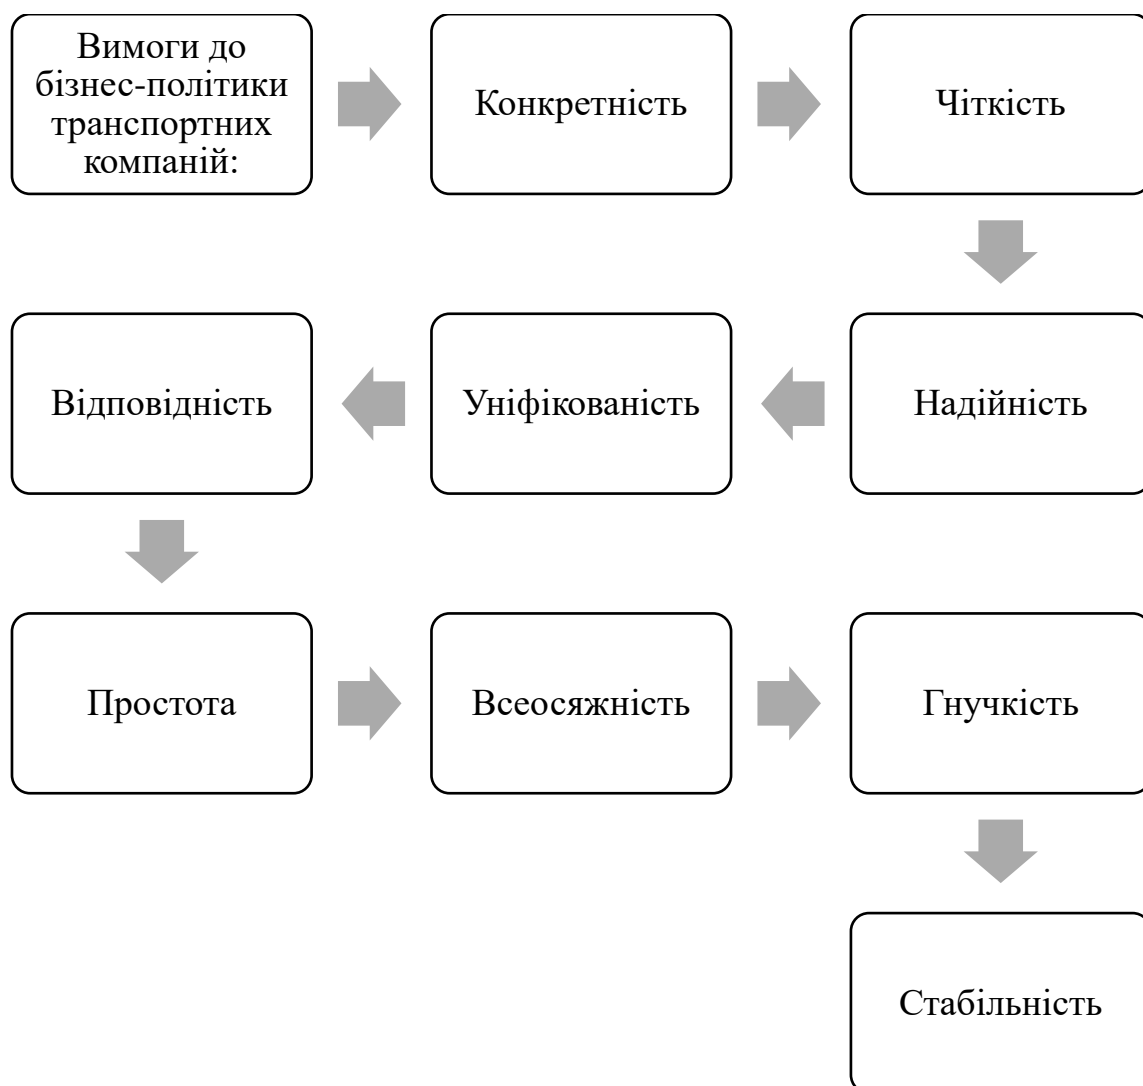 Вимоги до
бізнес-політики
транспортних
компаній:
Конкретність
Чіткість
Надійність
Уніфікованість
Відповідність
Простота
Всеосяжність
Гнучкість
Стабільність